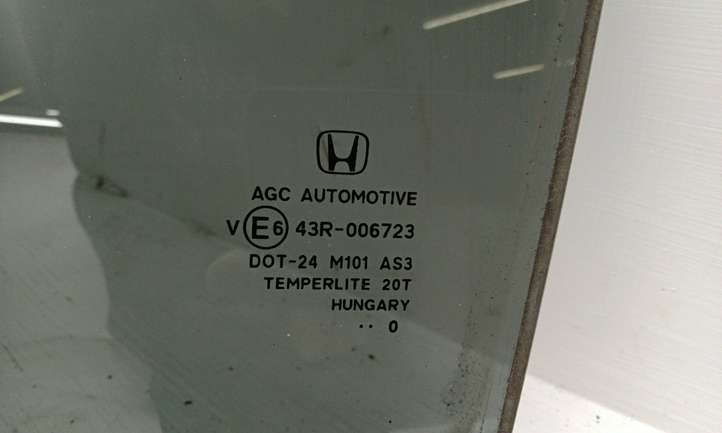 AGC AUTOMOTIVE
V E6 43R-006723
DOT-24 M101 AS3
TEMPERLITE 20T
HUNGARY
·· 0